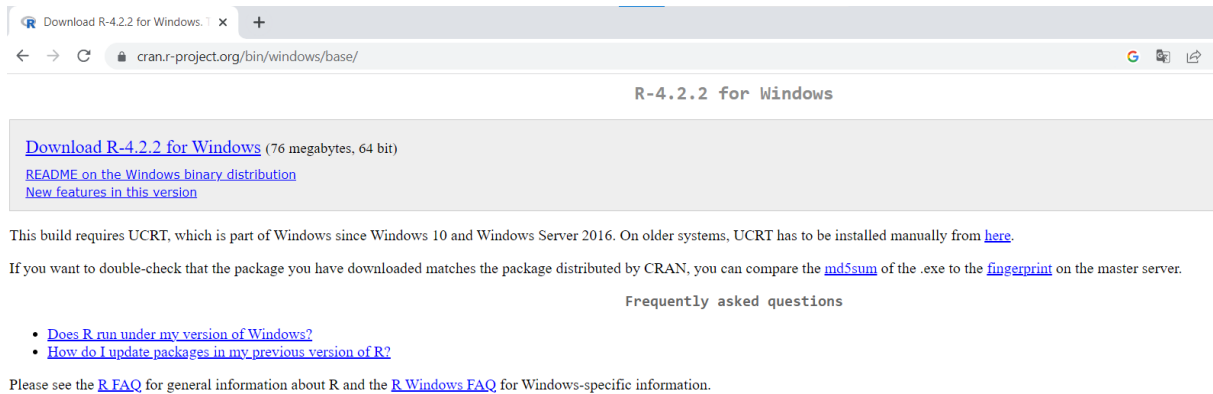 Download R-4.2.2 for Windows. T
cran.r-project.org/bin/windows/base/
R-4.2.2 for Windows
Download R-4.2.2 for Windows (76 megabytes, 64 bit)
README on the Windows binary distribution
New features in this version
This build requires UCRT, which is part of Windows since Windows 10 and Windows Server 2016. On older systems, UCRT has to be installed manually from here.
If you want to double-check that the package you have downloaded matches the package distributed by CRAN, you can compare the md5sum of the .exe to the fingerprint on the master server.
Frequently asked questions
• Does R run under my version of Windows?
• How do I update packages in my previous version of R?
Please see the R FAQ for general information about R and the R Windows FAQ for Windows-specific information.